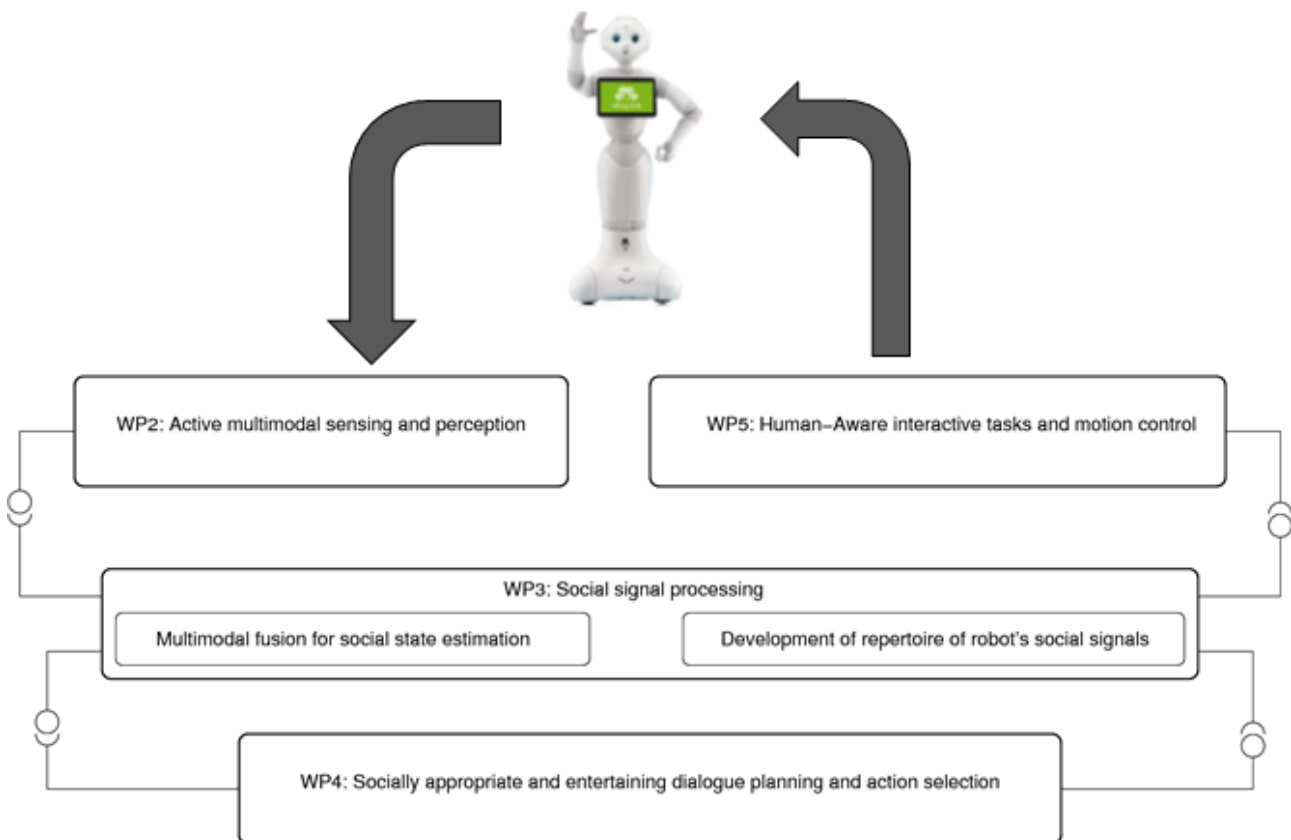 WP2: Active multimodal sensing and perception
WP5: Human-Aware interactive tasks and motion control
WP3: Social signal processing
Multimodal fusion for social state estimation
Development of repertoire of robot's social signals
WP4: Socially appropriate and entertaining dialogue planning and action selection